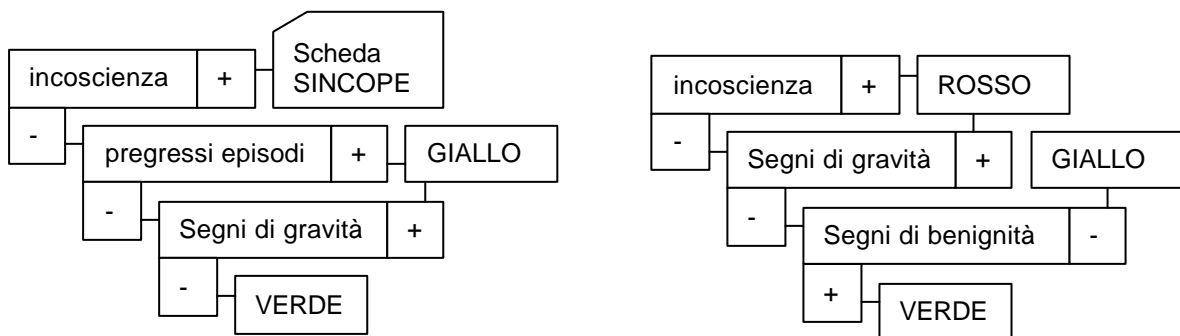 Scheda
SINCOPE
incoscienza +
-
pregressi episodi + GIALLO
-
Segni di gravità +
-
VERDE
incoscienza + ROSSO
-
Segni di gravità + GIALLO
-
Segni di benignità -
+
VERDE